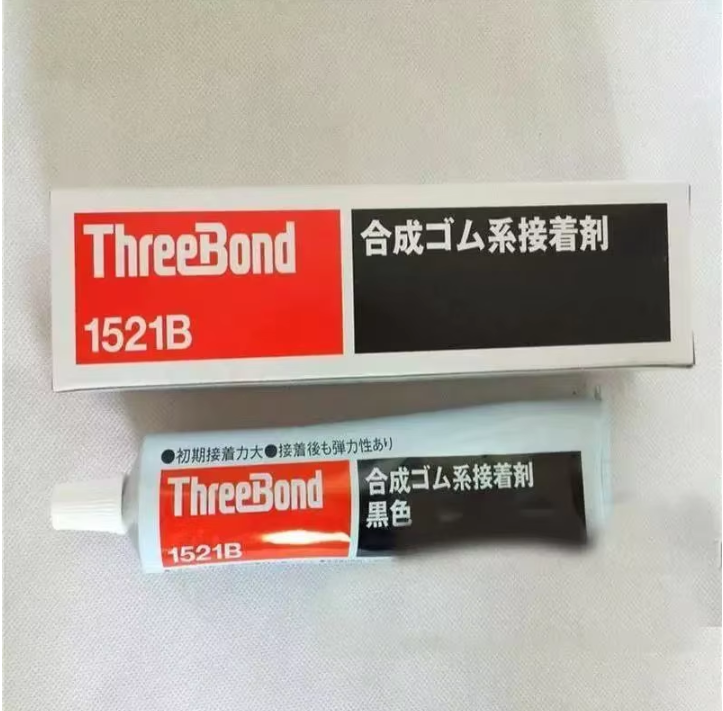 ThreeBond
1521B
合成ゴム系接着剤
●初期接着力大●接着後も弾力性あり
ThreeBond
1521B
合成ゴム系接着剤
黒色